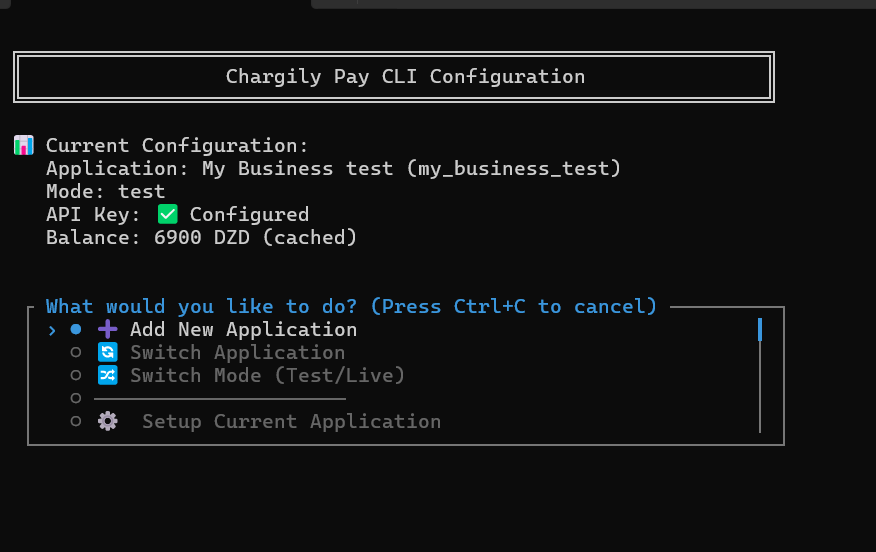 Chargily Pay CLI Configuration
📊 Current Configuration:
Application: My Business test (my_business_test)
Mode: test
API Key: ✅ Configured
Balance: 6900 DZD (cached)
What would you like to do? (Press Ctrl+C to cancel)
› ● ➕ Add New Application
○ 🔄 Switch Application
○ 🔀 Switch Mode (Test/Live)
○ ─────────────────────
○ ⚙️ Setup Current Application